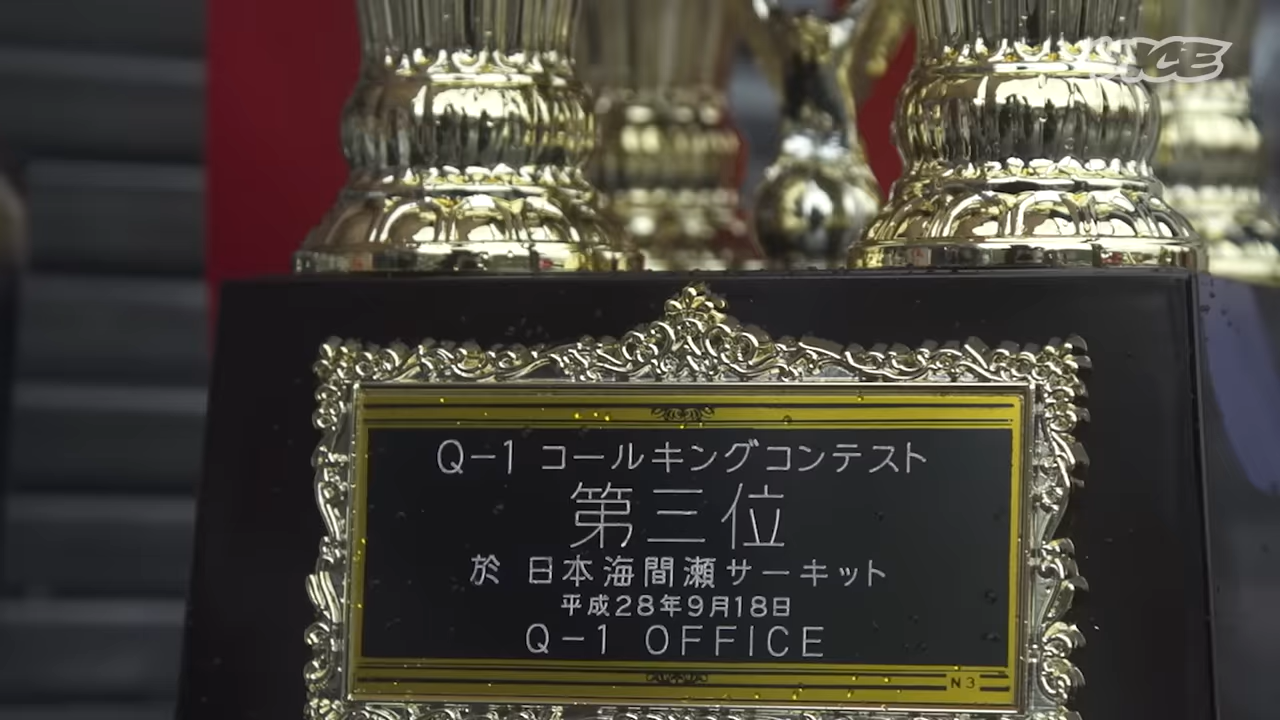 VICE
Q-1 コールキングコンテスト
第三位
於 日本海間瀬サーキット
平成28年9月18日
Q-1 OFFICE
N3